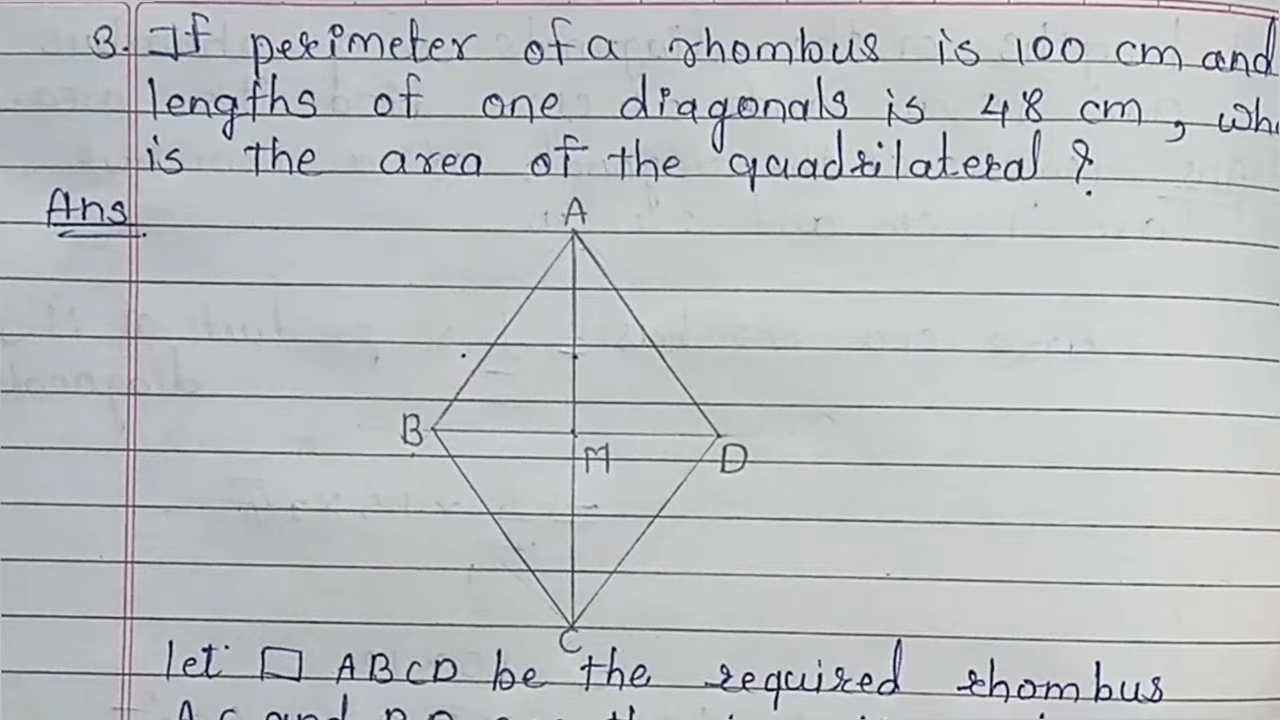 3. If perimeter of a rhombus is 100 cm and
lengths of one diagonals is 48 cm, 
is the area of the quadrilateral ?
Ans.
A
B
M
D
C
let □ ABCD be the required rhombus